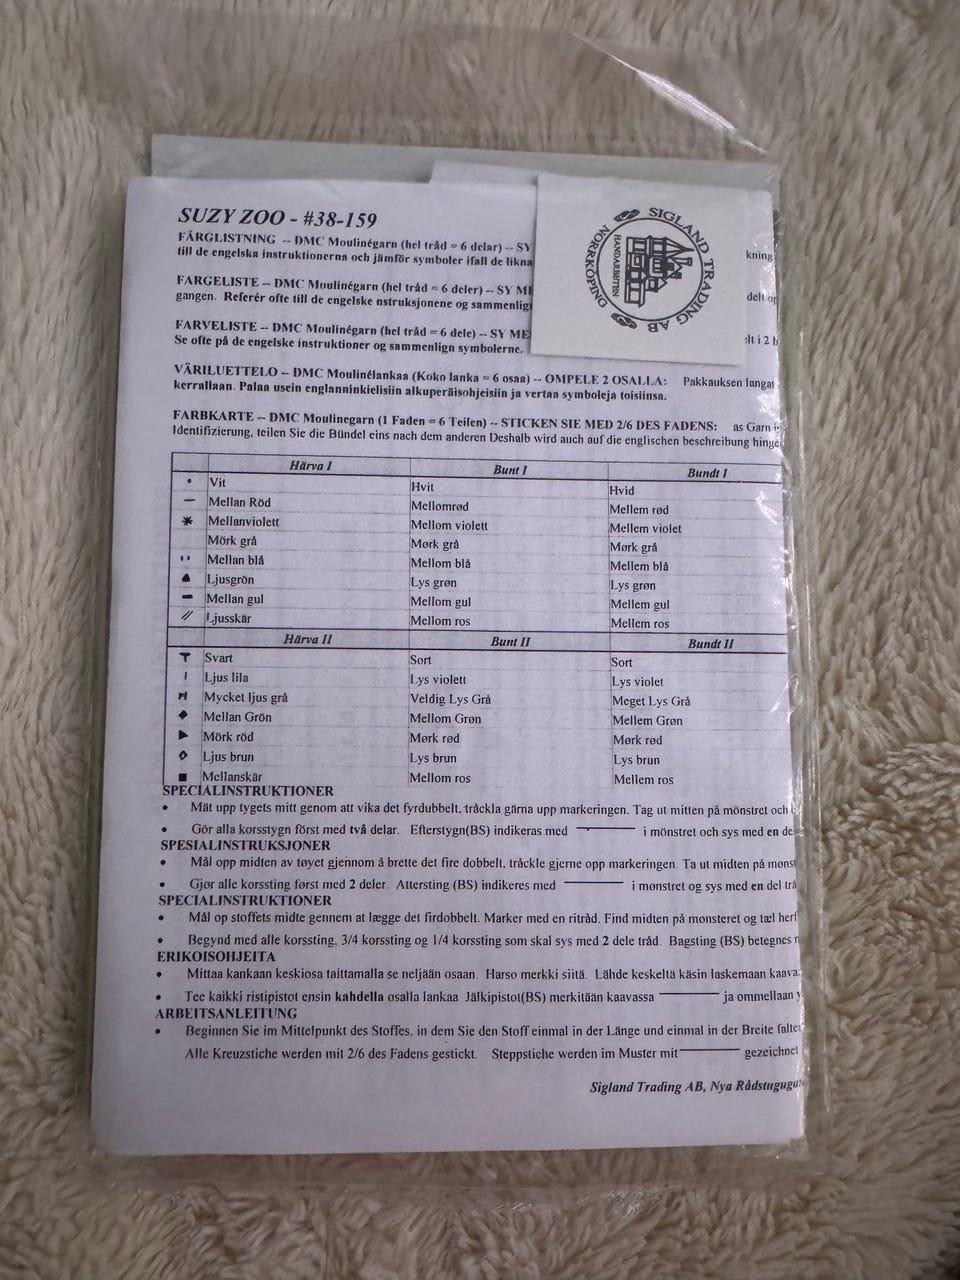 SUZY ZOO - #38-159
FÄRGLISTNING -- DMC Moulinégarn (hel tråd = 6 delar) -- SY
till de engelska instruktionerna och jämför symboler ifall de likna
kning
FARGELISTE -- DMC Moulinégarn (hel tråd = 6 deler) -- SY
gangen. Referér ofte till de engelske nstruksjonene og sammenlig
delt op
FARVELISTE -- DMC Moulinégarn (hel tråd = 6 dele) -- SY ME
Se ofte på de engelske instruktioner og sammenlign symbolerne.
elt i 2 b
SIGLAND TRADING AB
NORRKÖPING
HANDARBETEN
VÄRILUETTELO -- DMC Moulinélankaa (Koko lanka = 6 osaa) -- OMPELE 2 OSALLA: Pakkauksen langat
kerrallaan. Palaa usein englanninkielisiin alkuperäisohjeisiin ja vertaa symboleja toisiinsa.
FARBKARTE -- DMC Moulinegarn (1 Faden = 6 Teilen) -- STICKEN SIE MED 2/6 DES FADENS: as Garn
Identifizierung, teilen Sie die Bündel eins nach dem anderen Deshalb wird auch auf die englischen beschreibung hinge
Härva I Bunt I Bundt I
Vit Hvit Hvid
Mellan Röd Mellomrød Mellem rød
Mellanviolett Mellom violett Mellem violet
Mörk grå Mørk grå Mørk grå
Mellan blå Mellom blå Mellem blå
Ljusgrön Lys grøn Lys grøn
Mellan gul Mellom gul Mellem gul
Ljusskär Mellom ros Mellem ros
Härva II Bunt II Bundt II
Svart Sort Sort
Ljus lila Lys violett Lys violet
Mycket ljus grå Veldig Lys Grå Meget Lys Grå
Mellan Grön Mellom Grøn Mellem Grøn
Mörk röd Mørk rød Mørk rød
Ljus brun Lys brun Lys brun
Mellanskär Mellom ros Mellem ros
SPECIALINSTRUKTIONER
• Mät upp tygets mitt genom att vika det fyrdubbelt, tråckla gärna upp markeringen. Tag ut mitten på mönstret och
• Gör alla korsstygn först med två delar. Efterstygn(BS) indikeras med ——— i mönstret och sys med en de
SPESIALINSTRUKSJONER
• Mål opp midten av tøyet gjennom å brette det fire dobbelt, tråckle gjerne opp markeringen. Ta ut midten på mønst
• Gjør alle korssting først med 2 deler. Attersting (BS) indikeres med ——— i mønstret og sys med en del trå
SPECIALINSTRUKTIONER
• Mål op stoffets midte gennem at lægge det firdobbelt. Marker med en ritråd. Find midten på monsteret og tæl herf
• Begynd med alle korssting, 3/4 korssting og 1/4 korssting som skal sys med 2 dele tråd. Bagsting (BS) betegnes
ERIKOISOHJEITA
• Mittaa kankaan keskiosa taittamalla se neljään osaan. Harso merkki siitä. Lähde keskeltä käsin laskemaan kaava
• Tee kaikki ristipistot ensin kahdella osalla lankaa Jälkipistot(BS) merkitään kaavassa ——— ja ommellaan y
ARBEITSANLEITUNG
• Beginnen Sie im Mittelpunkt des Stoffes, in dem Sie den Stoff einmal in der Länge und einmal in der Breite falte
Alle Kreuzstiche werden mit 2/6 des Fadens gestickt. Steppstiche werden im Muster mit ——— gezeichnet
Sigland Trading AB, Nya Rådstuguga